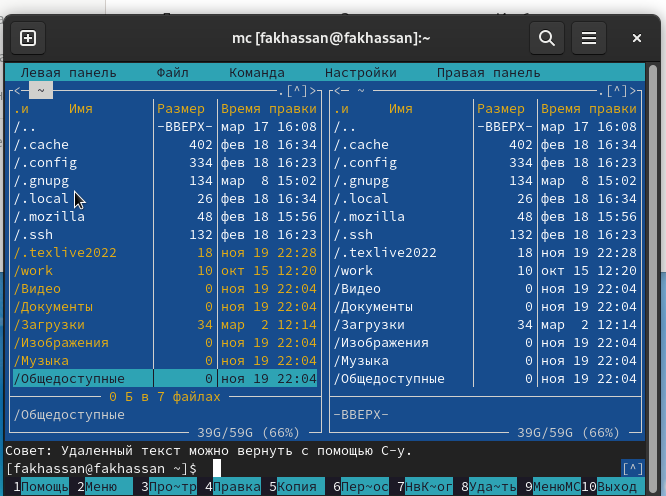 mc [fakhassan@fakhassan]:~
Левая панель Файл Команда Настройки Правая панель
<─ ~ ─.[^]> <─ ~ ─.[^]>
.и Имя Размер Время правки .и Имя Размер Время правки
/.. -ВВЕРХ- мар 17 16:08 /.. -ВВЕРХ- мар 17 16:08
/.cache 402 фев 18 16:34 /.cache 402 фев 18 16:34
/.config 334 фев 18 16:23 /.config 334 фев 18 16:23
/.gnupg 134 мар 8 15:02 /.gnupg 134 мар 8 15:02
/.local 26 фев 18 16:34 /.local 26 фев 18 16:34
/.mozilla 48 фев 18 15:56 /.mozilla 48 фев 18 15:56
/.ssh 132 фев 18 16:23 /.ssh 132 фев 18 16:23
/.texlive2022 18 ноя 19 22:28 /.texlive2022 18 ноя 19 22:28
/work 10 окт 15 12:20 /work 10 окт 15 12:20
/Видео 0 ноя 19 22:04 /Видео 0 ноя 19 22:04
/Документы 0 ноя 19 22:04 /Документы 0 ноя 19 22:04
/Загрузки 34 мар 2 12:14 /Загрузки 34 мар 2 12:14
/Изображения 0 ноя 19 22:04 /Изображения 0 ноя 19 22:04
/Музыка 0 ноя 19 22:04 /Музыка 0 ноя 19 22:04
/Общедоступные 0 ноя 19 22:04 /Общедоступные 0 ноя 19 22:04
0 Б в 7 файлах
/Общедоступные -ВВЕРХ-
39G/59G (66%) 39G/59G (66%)
Совет: Удаленный текст можно вернуть с помощью C-y.
[fakhassan@fakhassan ~]$ [^]
1Помощь 2Меню 3Про~тр 4Правка 5Копия 6Пер~ос 7НвК~ог 8Уда~ть 9МенюMC 10Выход